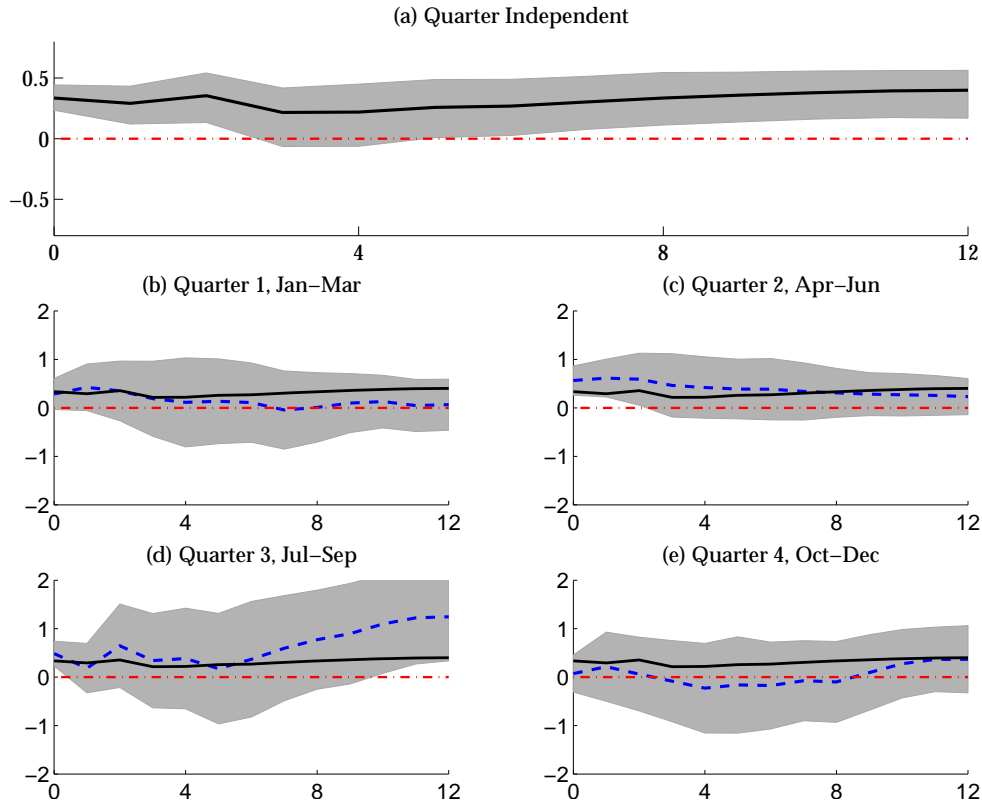 (a) Quarter Independent
0.5
0
−0.5
0 4 8 12
(b) Quarter 1, Jan−Mar
(c) Quarter 2, Apr−Jun
2 2
1 1
0 0
−1 −1
−2 −2
0 4 8 12 0 4 8 12
(d) Quarter 3, Jul−Sep
(e) Quarter 4, Oct−Dec
2 2
1 1
0 0
−1 −1
−2 −2
0 4 8 12 0 4 8 12